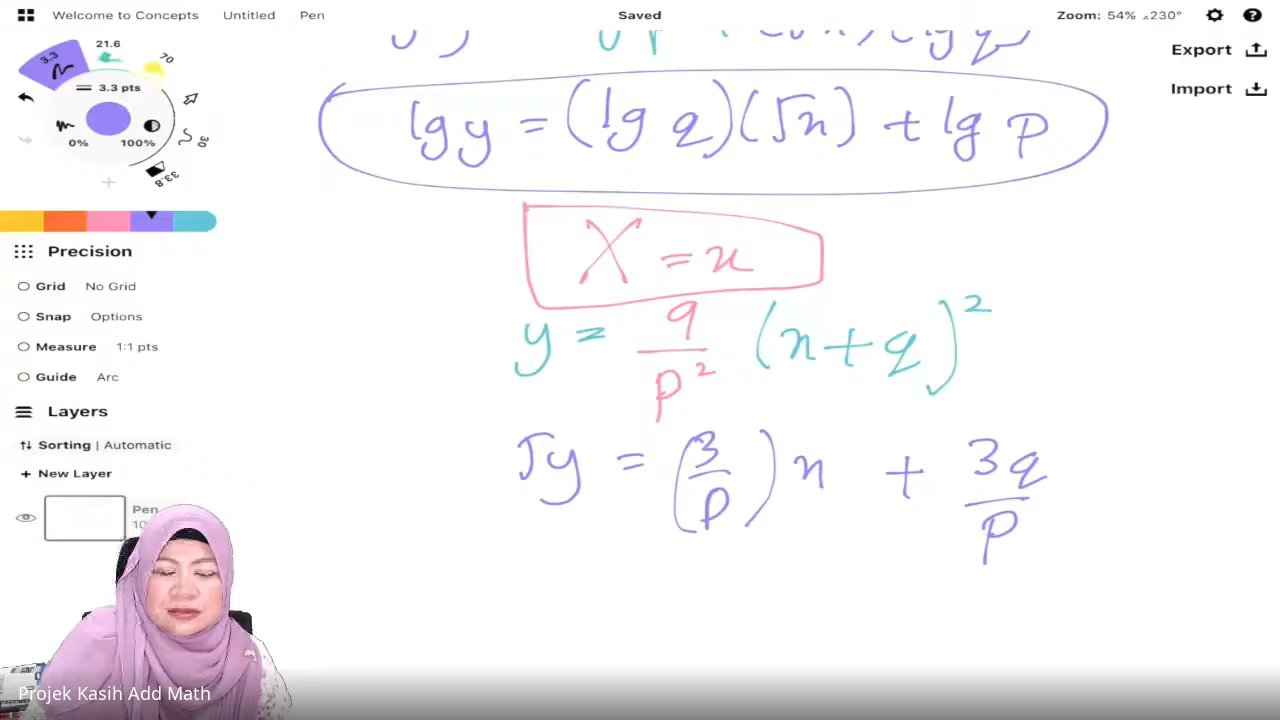 Welcome to Concepts Untitled Pen Saved Zoom: 54% 230°
Export
Import
3.3
21.6
70
3.3 pts
0% 100%
30
33.8
lg y = (lg q)(√x) + lg p
X = x
y = 9/p² (x+q)²
√y = (3/p) x + 3q/p
Precision
Grid No Grid
Snap Options
Measure 1:1 pts
Guide Arc
Layers
Sorting | Automatic
+ New Layer
Pen
Projek Kasih Add Math